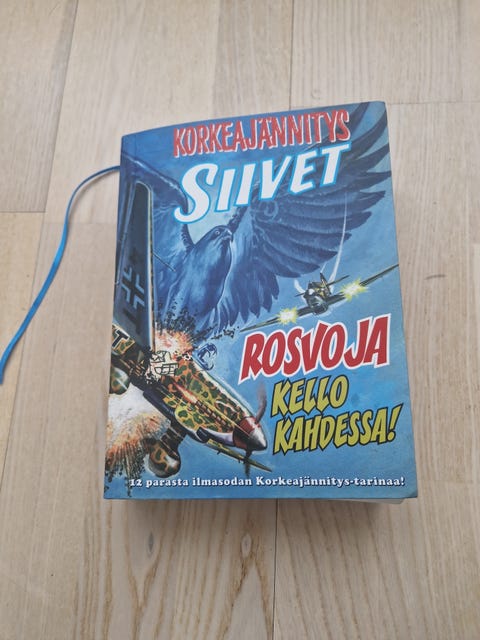 KORKEAJÄNNITYS
SIIVET
ROSVOJA
KELLO
KAHDESSA!
12 parasta ilmasodan Korkeajännitys-tarinaa!